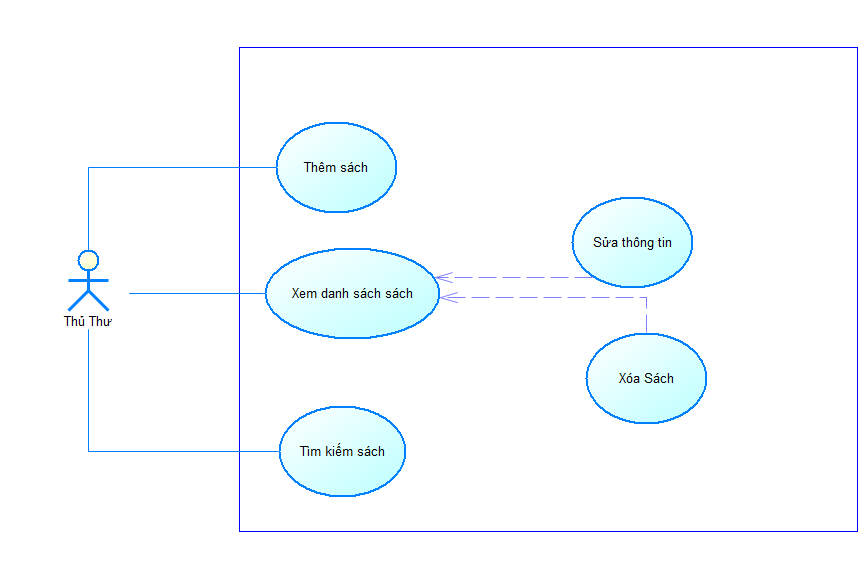 Thêm sách
Sửa thông tin
Xem danh sách sách
Thủ Thư
Xóa Sách
Tìm kiếm sách